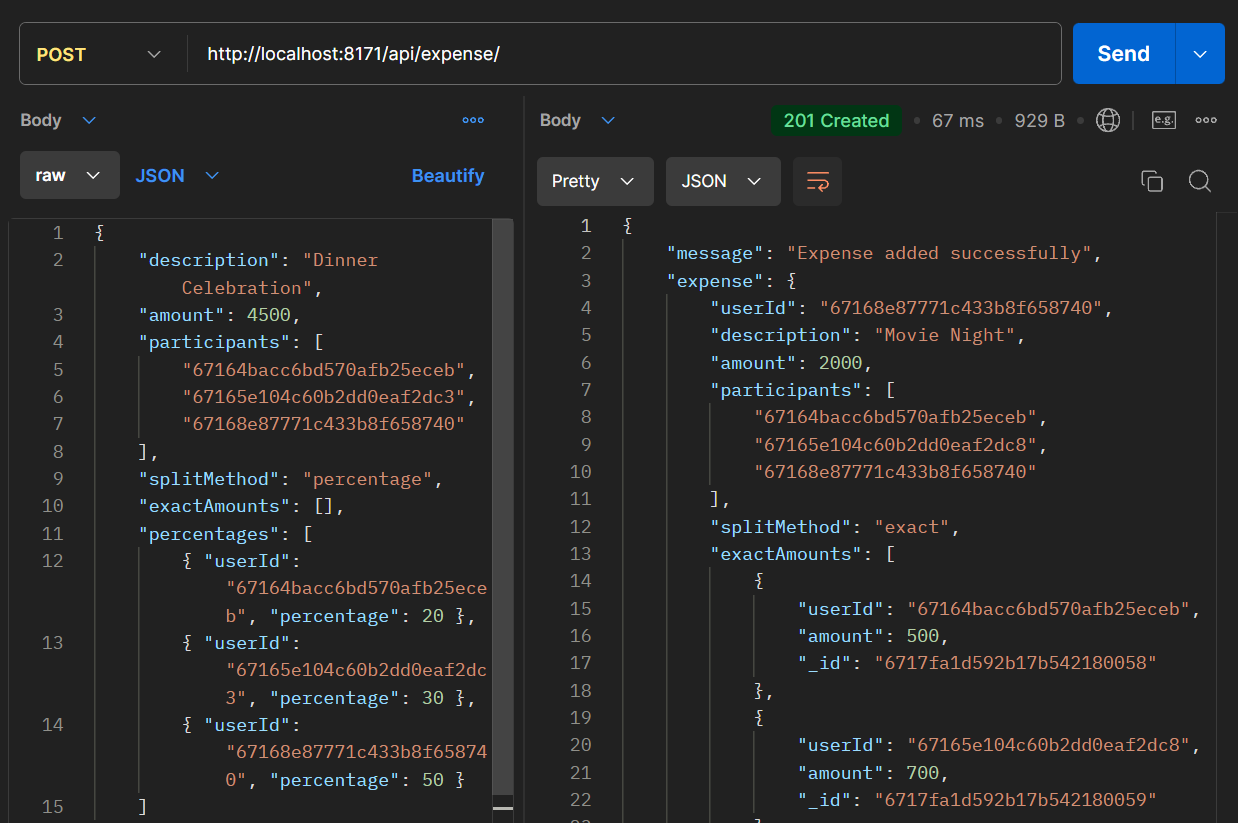 POST
http://localhost:8171/api/expense/
Send
Body
raw
JSON
Beautify
1 {
2 "description": "Dinner
Celebration",
3 "amount": 4500,
4 "participants": [
5 "67164bacc6bd570afb25eceb",
6 "67165e104c60b2dd0eaf2dc3",
7 "67168e87771c433b8f658740"
8 ],
9 "splitMethod": "percentage",
10 "exactAmounts": [],
11 "percentages": [
12 { "userId":
"67164bacc6bd570afb25ece
b", "percentage": 20 },
13 { "userId":
"67165e104c60b2dd0eaf2dc
3", "percentage": 30 },
14 { "userId":
"67168e87771c433b8f65874
0", "percentage": 50 }
15 ]
Body
201 Created • 67 ms • 929 B
e.g.
Pretty
JSON
1 {
2 "message": "Expense added successfully",
3 "expense": {
4 "userId": "67168e87771c433b8f658740",
5 "description": "Movie Night",
6 "amount": 2000,
7 "participants": [
8 "67164bacc6bd570afb25eceb",
9 "67165e104c60b2dd0eaf2dc8",
10 "67168e87771c433b8f658740"
11 ],
12 "splitMethod": "exact",
13 "exactAmounts": [
14 {
15 "userId": "67164bacc6bd570afb25eceb",
16 "amount": 500,
17 "_id": "6717fa1d592b17b542180058"
18 },
19 {
20 "userId": "67165e104c60b2dd0eaf2dc8",
21 "amount": 700,
22 "_id": "6717fa1d592b17b542180059"